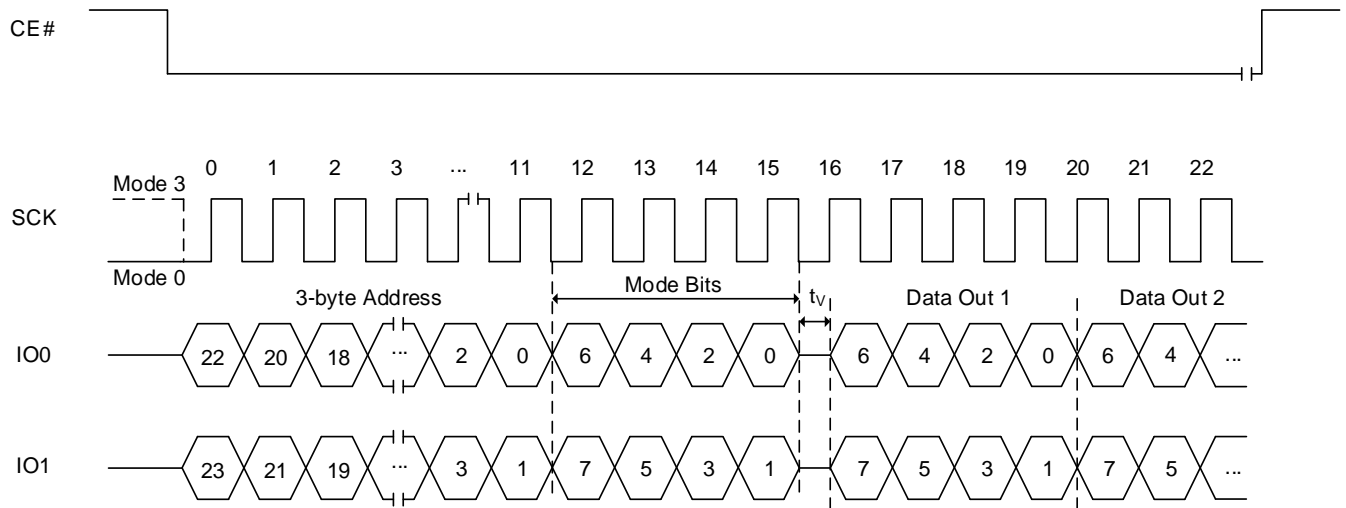 CE#
0 1 2 3 ... 11 12 13 14 15 16 17 18 19 20 21 22
Mode 3
SCK
Mode 0
3-byte Address Mode Bits tV Data Out 1 Data Out 2
IO0 22 20 18 ... 2 0 6 4 2 0 6 4 2 0 6 4 ...
IO1 23 21 19 ... 3 1 7 5 3 1 7 5 3 1 7 5 ...